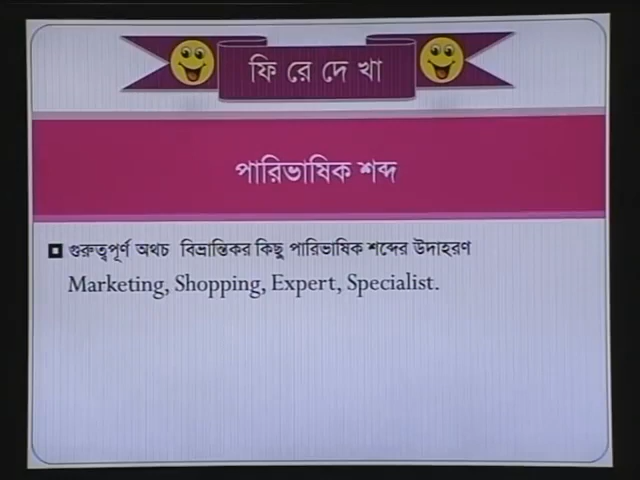 ফি রে দে খা
পারিভাষিক শব্দ
গুরুত্বপূর্ণ অথচ বিভ্রান্তিকর কিছু পারিভাষিক শব্দের উদাহরণ
Marketing, Shopping, Expert, Specialist.